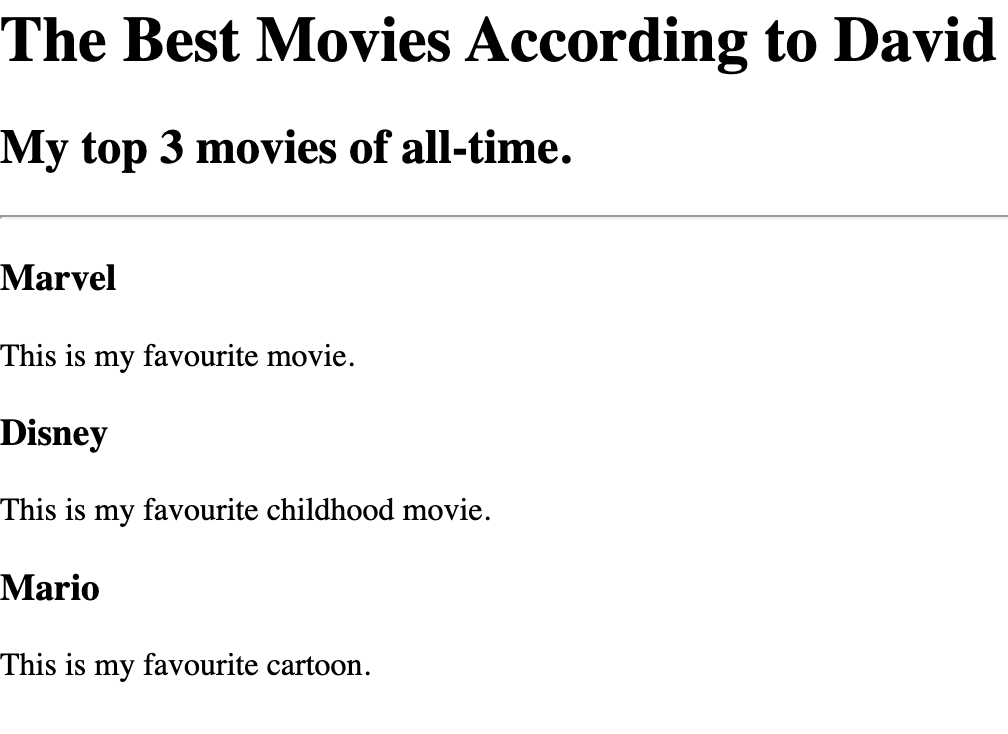 The Best Movies According to David
My top 3 movies of all-time.
Marvel
This is my favourite movie.
Disney
This is my favourite childhood movie.
Mario
This is my favourite cartoon.